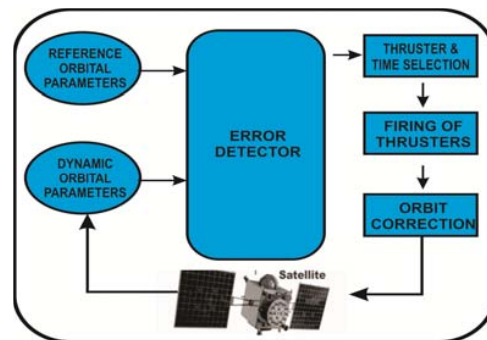 REFERENCE
ORBITAL
PARAMETERS
DYNAMIC
ORBITAL
PARAMETERS
ERROR
DETECTOR
THRUSTER &
TIME SELECTION
FIRING OF
THRUSTERS
ORBIT
CORRECTION
Satellite